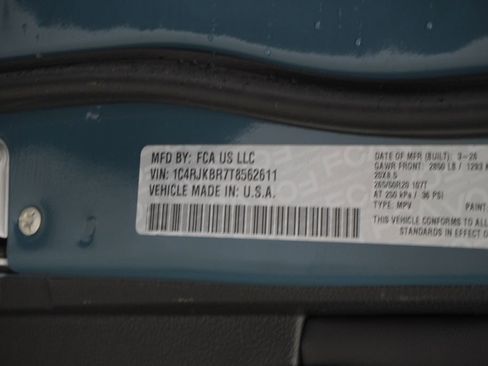 MFD BY: FCA US LLC
VIN: 1C4RJKBR7T8562611
VEHICLE MADE IN: U.S.A.
DATE OF MFR (BUILT): 3-26
GAWR FRONT: 2850 LB / 1293 K
20X8.5
265/50R20 107T
AT 250 kPa / 36 PSI
TYPE: MPV PAINT:
THIS VEHICLE CONFORMS TO ALL
STANDARDS IN EFFECT ON